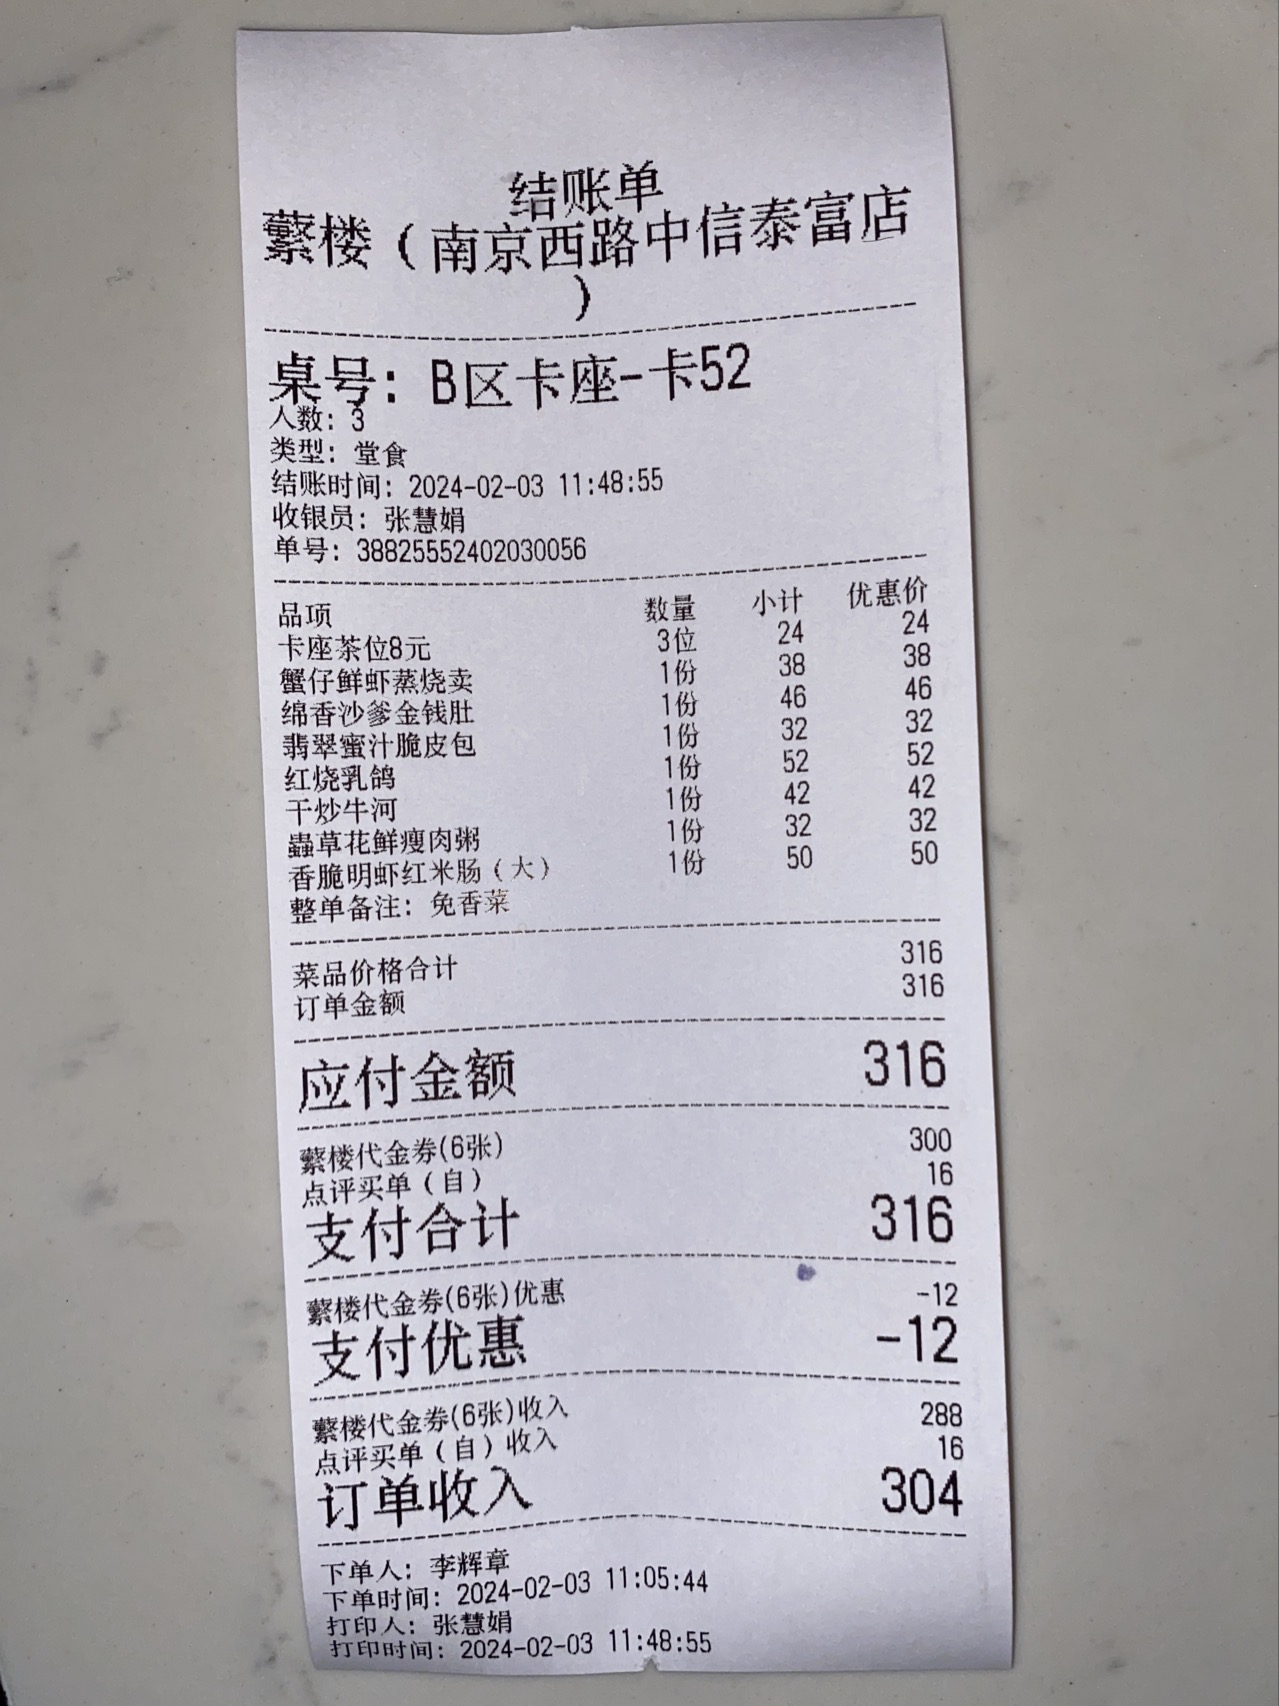 结账单
蘩楼（南京西路中信泰富店
）
桌号：B区卡座-卡52
人数：3
类型：堂食
结账时间：2024-02-03 11:48:55
收银员：张慧娟
单号：38825552402030056
品项 数量 小计 优惠价
卡座茶位8元 3位 24 24
蟹仔鲜虾蒸烧卖 1份 38 38
绵香沙爹金钱肚 1份 46 46
翡翠蜜汁脆皮包 1份 32 32
红烧乳鸽 1份 52 52
干炒牛河 1份 42 42
蟲草花鲜瘦肉粥 1份 32 32
香脆明虾红米肠（大） 1份 50 50
整单备注：免香菜
菜品价格合计 316
订单金额 316
应付金额 316
蘩楼代金券(6张) 300
点评买单（自） 16
支付合计 316
蘩楼代金券(6张)优惠 -12
支付优惠 -12
蘩楼代金券(6张)收入 288
点评买单（自）收入 16
订单收入 304
下单人：李辉章
下单时间：2024-02-03 11:05:44
打印人：张慧娟
打印时间：2024-02-03 11:48:55